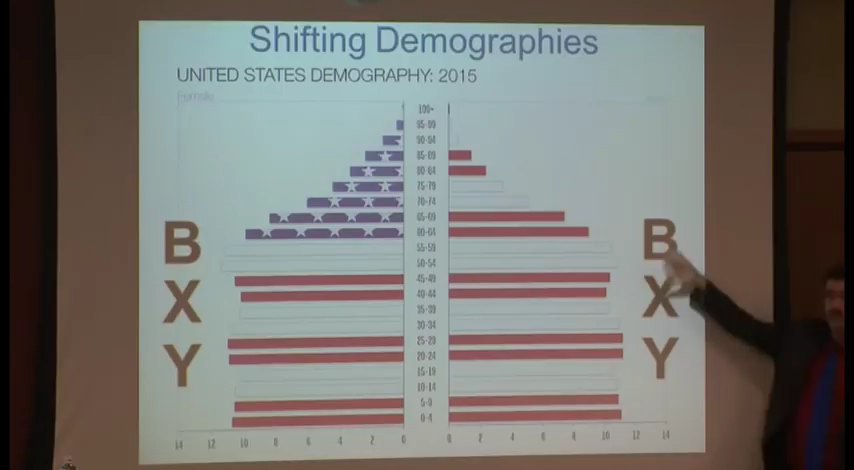 Shifting Demographies
UNITED STATES DEMOGRAPHY: 2015
Female
100+
95-99
90-94
85-89
80-84
75-79
70-74
65-69
60-64
55-59
50-54
45-49
40-44
35-39
30-34
25-29
20-24
15-19
10-14
5-9
0-4
B
X
Y
B
X
Y
14 12 10 8 6 4 2 0 0 2 4 6 8 10 12 14